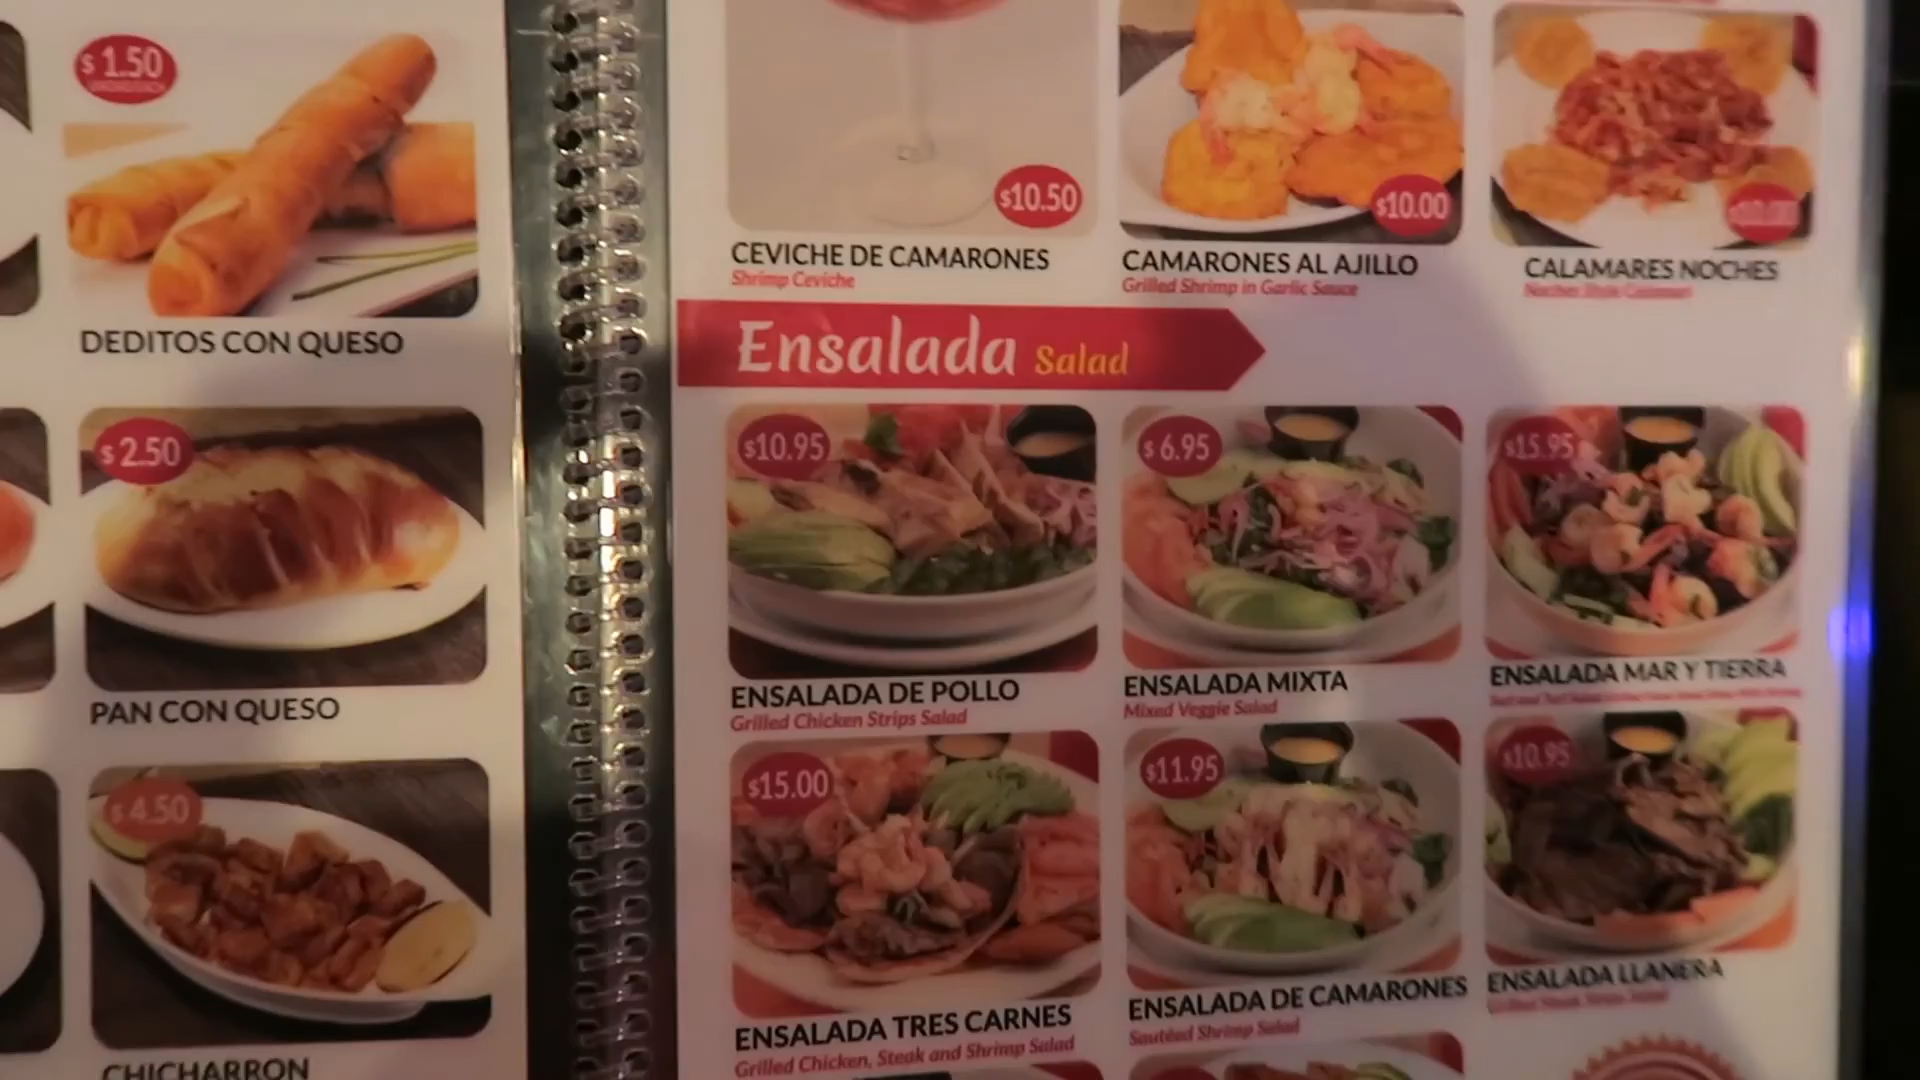 $ 1.50
DEDITOS CON QUESO
$ 2.50
PAN CON QUESO
$ 4.50
CHICHARRON
$10.50
CEVICHE DE CAMARONES
Shrimp Ceviche
$10.00
CAMARONES AL AJILLO
Grilled Shrimp in Garlic Sauce
CALAMARES NOCHES
Ensalada Salad
$10.95
ENSALADA DE POLLO
Grilled Chicken Strips Salad
$ 6.95
ENSALADA MIXTA
Mixed Veggie Salad
$15.95
ENSALADA MAR Y TIERRA
$15.00
ENSALADA TRES CARNES
Grilled Chicken, Steak and Shrimp Salad
$11.95
ENSALADA DE CAMARONES
Sautéed Shrimp Salad
$10.95
ENSALADA LLANERA
Grilled Steak Strips Salad